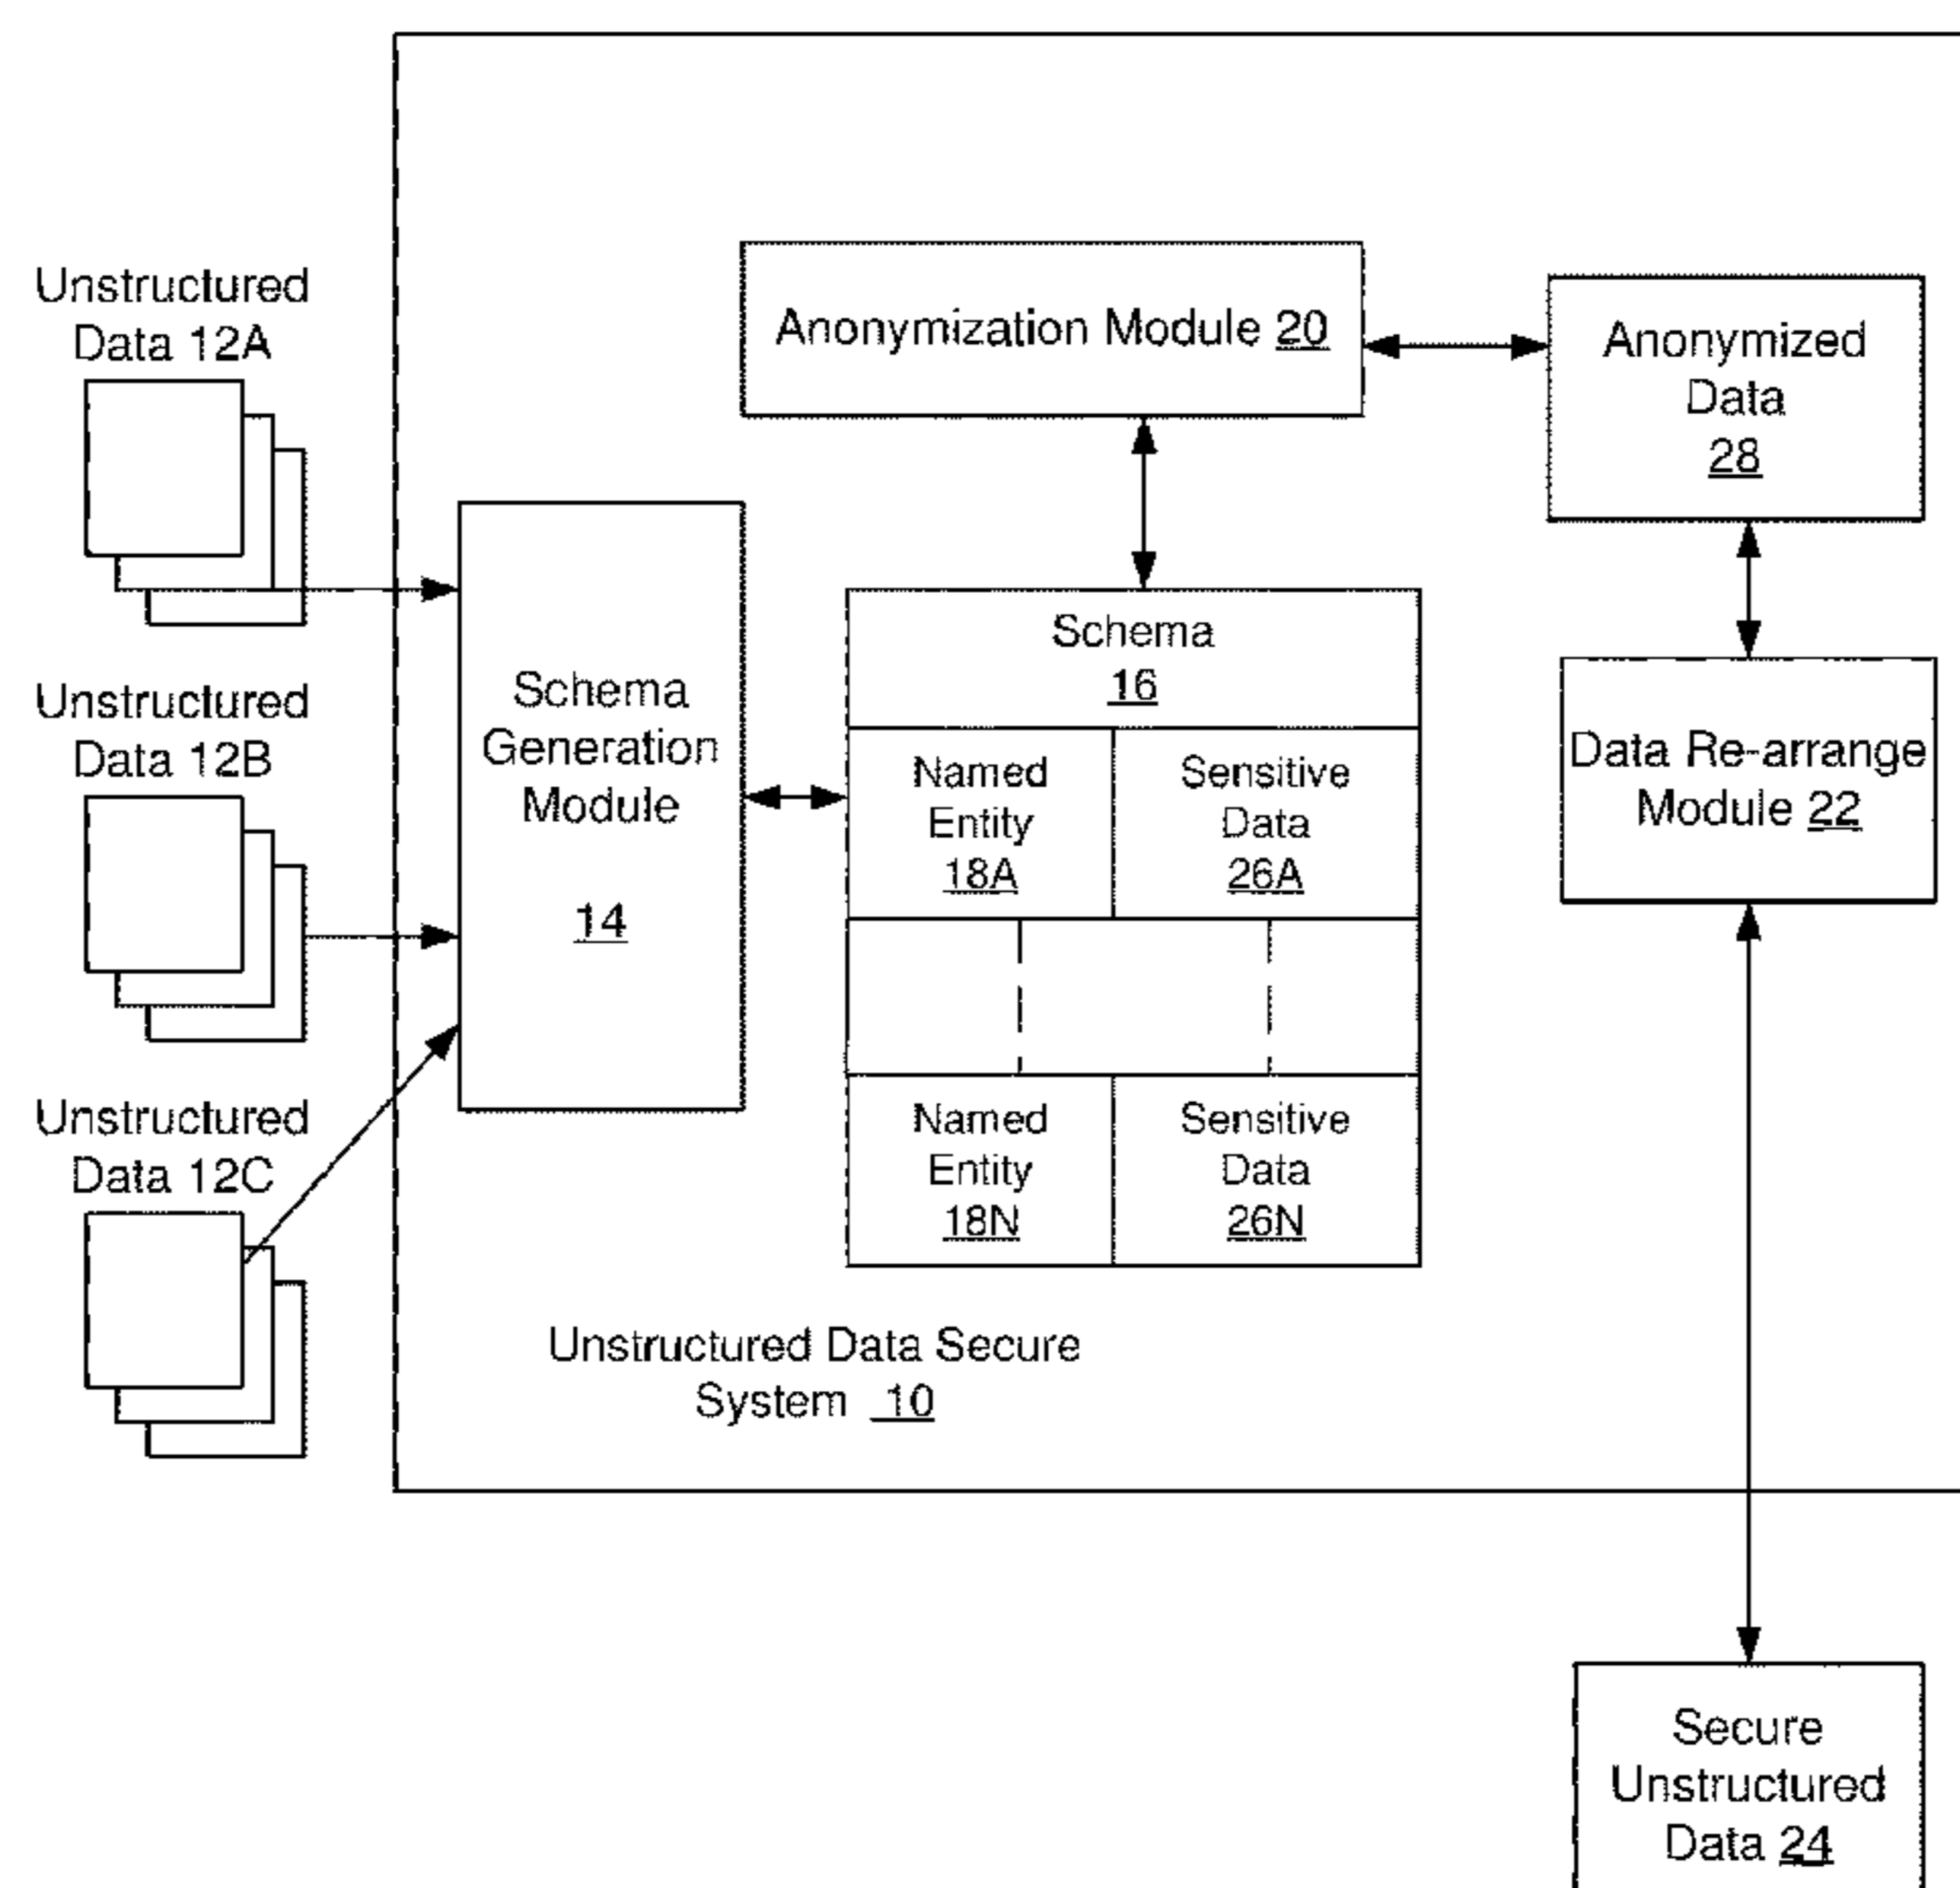 Unstructured
Data 12A
Unstructured
Data 12B
Unstructured
Data 12C
Schema
Generation
Module
14
Anonymization Module 20
Anonymized
Data
28
Schema
16
Named
Entity
18A
Sensitive
Data
26A
Named
Entity
18N
Sensitive
Data
26N
Data Re-arrange
Module 22
Unstructured Data Secure
System 10
Secure
Unstructured
Data 24